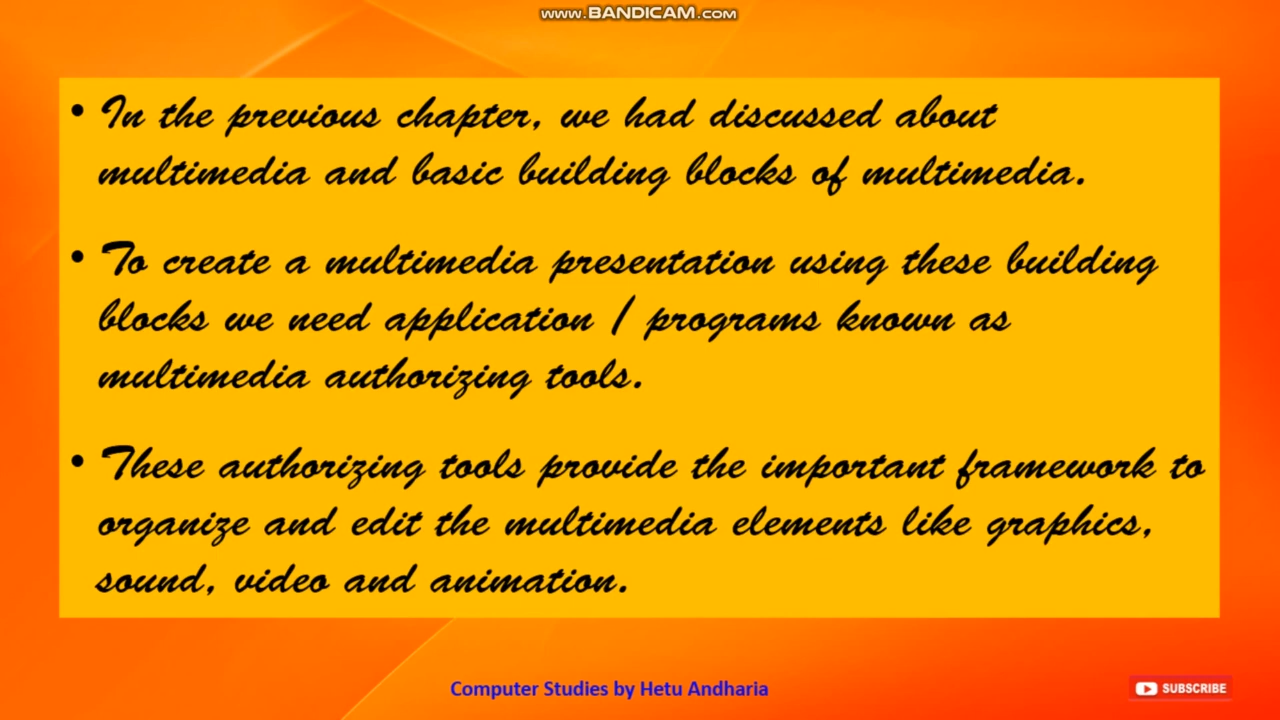 www.BANDICAM.com
• In the previous chapter, we had discussed about
multimedia and basic building blocks of multimedia.
• To create a multimedia presentation using these building
blocks we need application / programs known as
multimedia authorizing tools.
• These authorizing tools provide the important framework to
organize and edit the multimedia elements like graphics,
sound, video and animation.
Computer Studies by Hetu Andharia
SUBSCRIBE